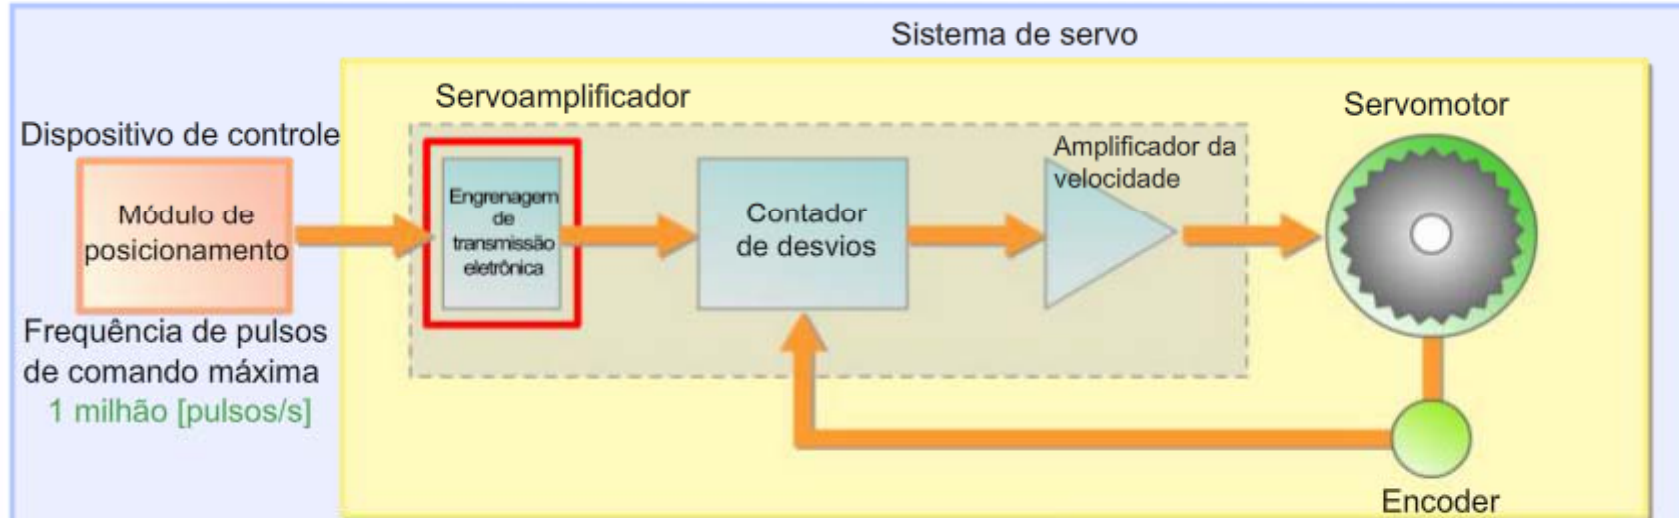 Sistema de servo
Servoamplificador
Servomotor
Dispositivo de controle
Amplificador da
velocidade
Módulo de
posicionamento
Engrenagem
de
transmissão
eletrônica
Contador
de desvios
Frequência de pulsos
de comando máxima
1 milhão [pulsos/s]
Encoder